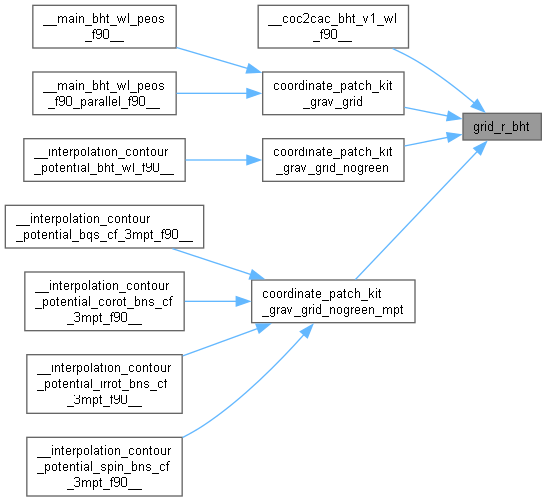 __main_bht_wl_peos
_f90__
__coc2cac_bht_v1_wl
_f90__
__main_bht_wl_peos
_f90_parallel_f90__
coordinate_patch_kit
_grav_grid
grid_r_bht
__interpolation_contour
_potential_bht_wl_f90__
coordinate_patch_kit
_grav_grid_nogreen
__interpolation_contour
_potential_bqs_cf_3mpt_f90__
__interpolation_contour
_potential_corot_bns_cf
_3mpt_f90__
coordinate_patch_kit
_grav_grid_nogreen_mpt
__interpolation_contour
_potential_irrot_bns_cf
_3mpt_f90__
__interpolation_contour
_potential_spin_bns_cf
_3mpt_f90__